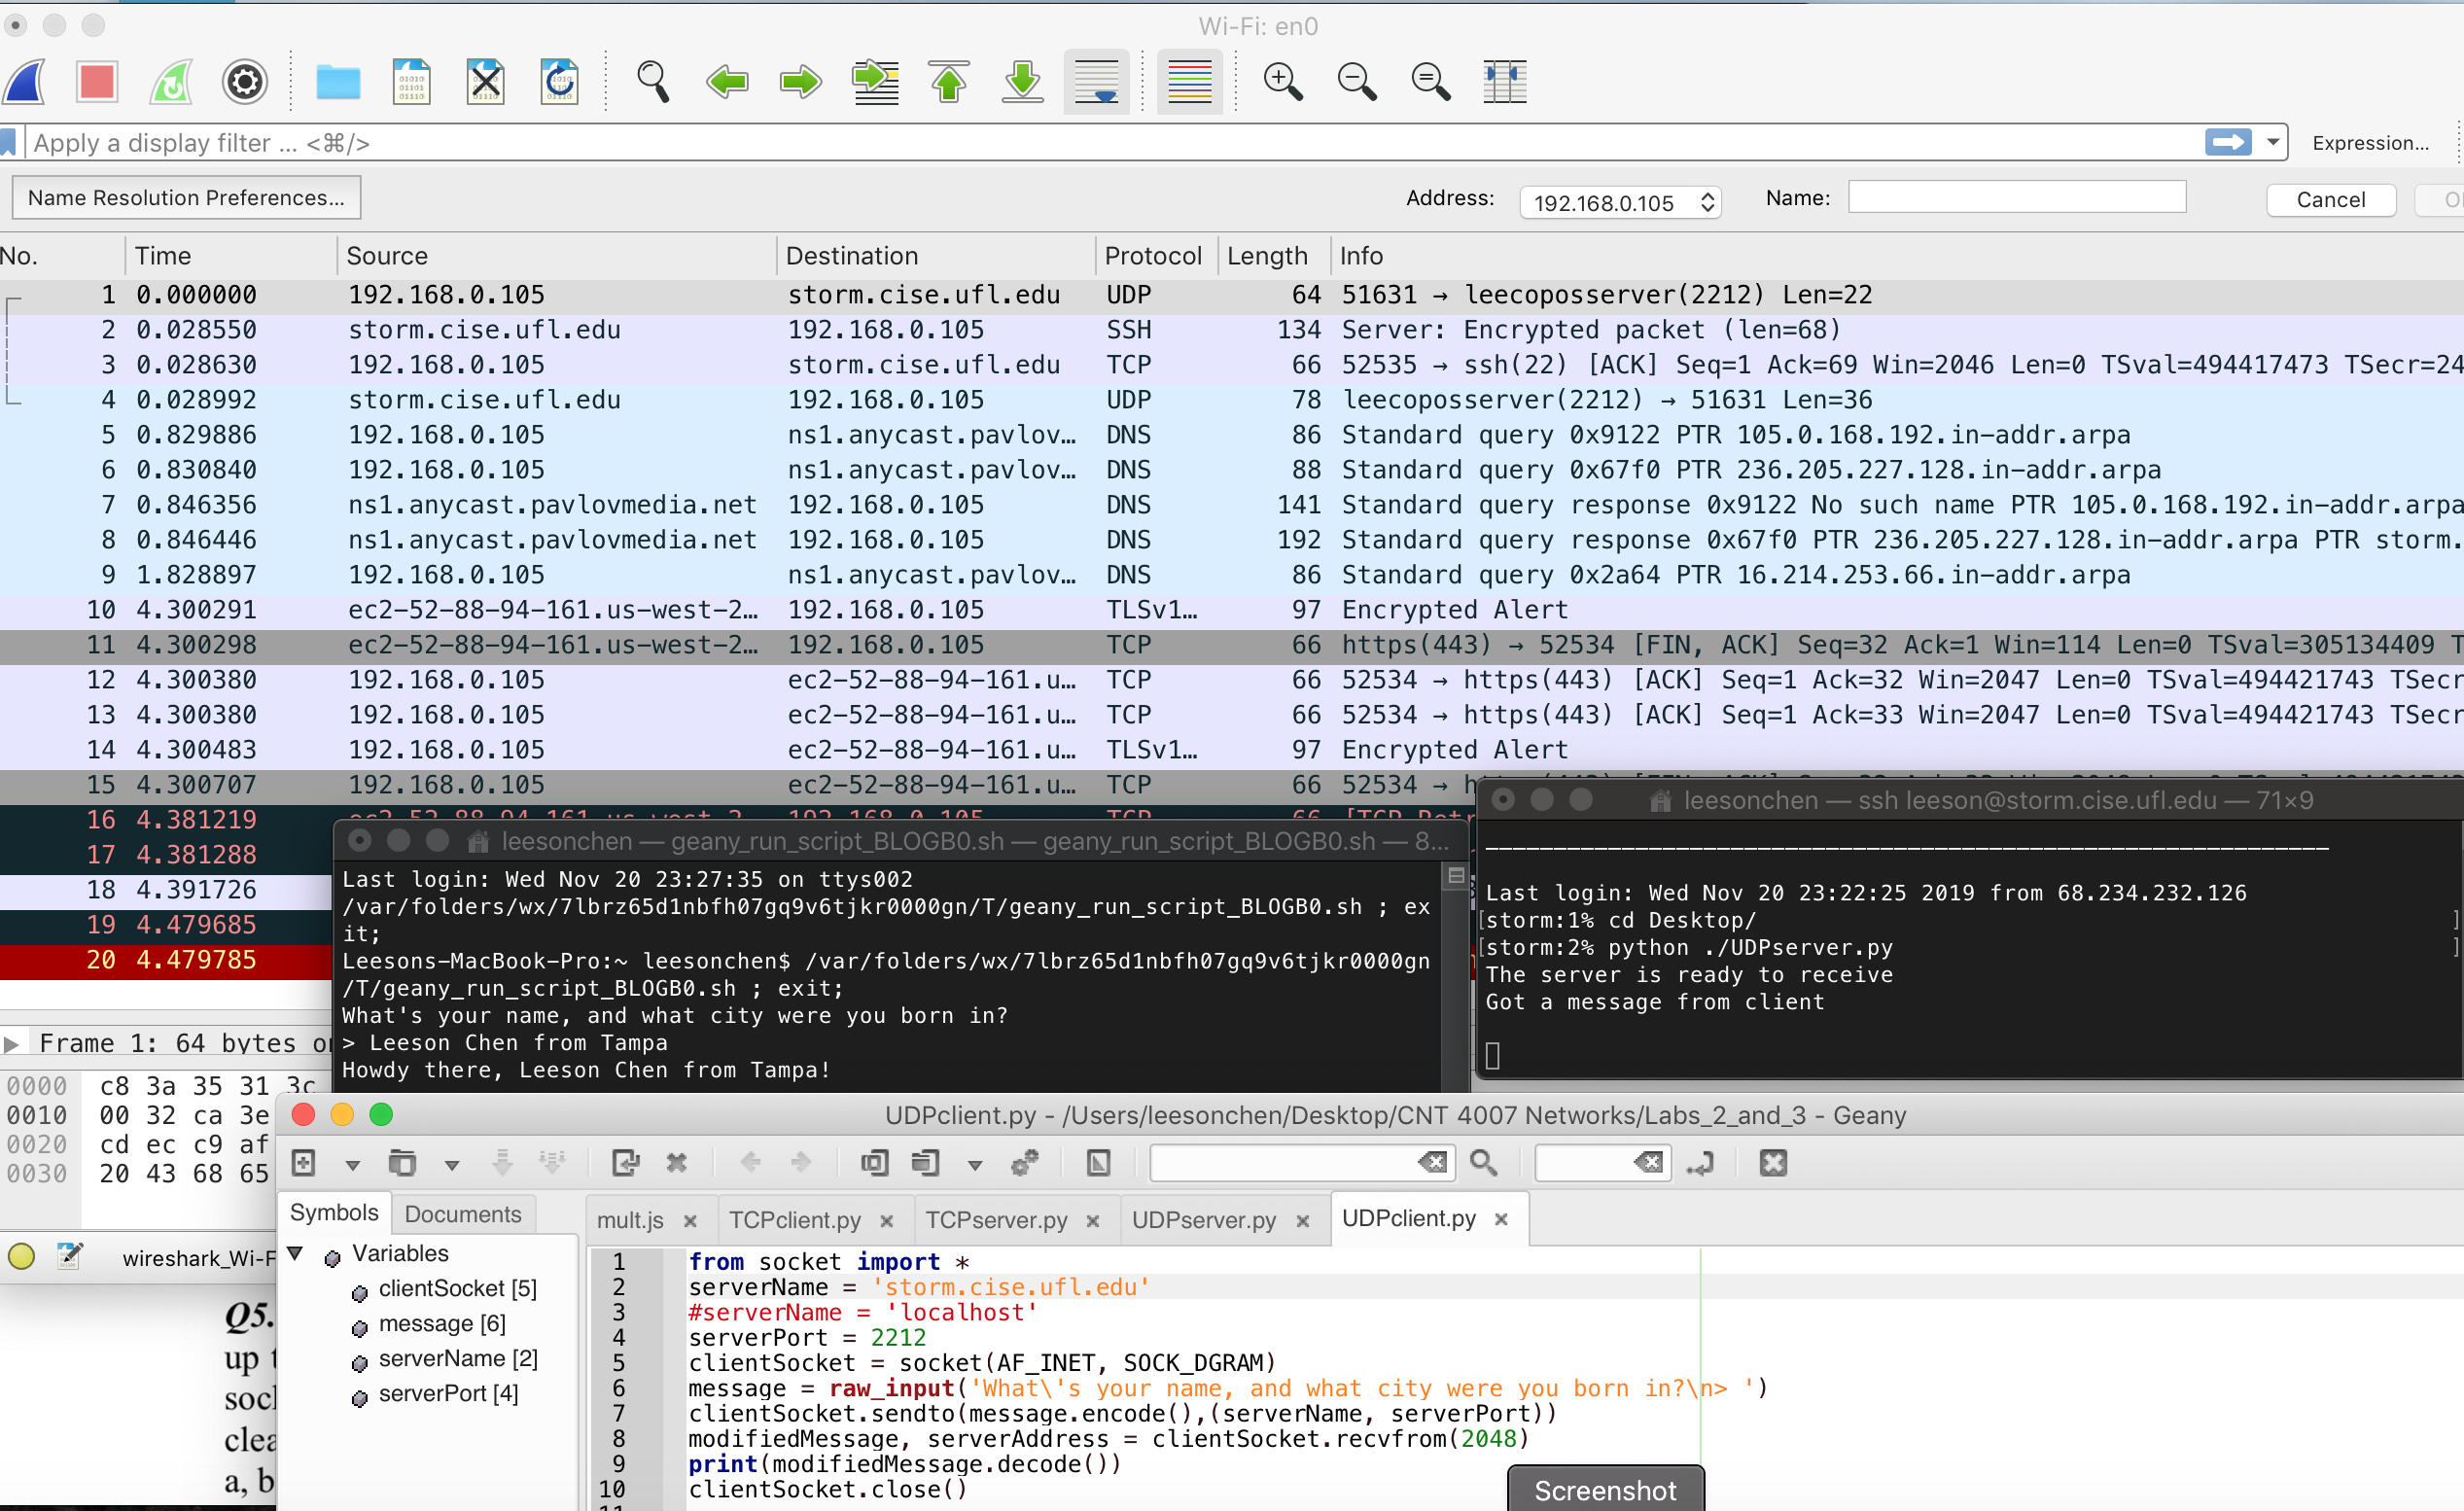 Wi-Fi: en0
Apply a display filter ... <⌘/>
Expression...
Name Resolution Preferences...
Address:
192.168.0.105
Name:
Cancel
No. Time Source Destination Protocol Length Info
1 0.000000 192.168.0.105 storm.cise.ufl.edu UDP 64 51631 → leecoposserver(2212) Len=22
2 0.028550 storm.cise.ufl.edu 192.168.0.105 SSH 134 Server: Encrypted packet (len=68)
3 0.028630 192.168.0.105 storm.cise.ufl.edu TCP 66 52535 → ssh(22) [ACK] Seq=1 Ack=69 Win=2046 Len=0 TSval=494417473 TSecr=24
4 0.028992 storm.cise.ufl.edu 192.168.0.105 UDP 78 leecoposserver(2212) → 51631 Len=36
5 0.829886 192.168.0.105 ns1.anycast.pavlov… DNS 86 Standard query 0x9122 PTR 105.0.168.192.in-addr.arpa
6 0.830840 192.168.0.105 ns1.anycast.pavlov… DNS 88 Standard query 0x67f0 PTR 236.205.227.128.in-addr.arpa
7 0.846356 ns1.anycast.pavlovmedia.net 192.168.0.105 DNS 141 Standard query response 0x9122 No such name PTR 105.0.168.192.in-addr.arpa
8 0.846446 ns1.anycast.pavlovmedia.net 192.168.0.105 DNS 192 Standard query response 0x67f0 PTR 236.205.227.128.in-addr.arpa PTR storm.
9 1.828897 192.168.0.105 ns1.anycast.pavlov… DNS 86 Standard query 0x2a64 PTR 16.214.253.66.in-addr.arpa
10 4.300291 ec2-52-88-94-161.us-west-2… 192.168.0.105 TLSv1… 97 Encrypted Alert
11 4.300298 ec2-52-88-94-161.us-west-2… 192.168.0.105 TCP 66 https(443) → 52534 [FIN, ACK] Seq=32 Ack=1 Win=114 Len=0 TSval=305134409 T
12 4.300380 192.168.0.105 ec2-52-88-94-161.u… TCP 66 52534 → https(443) [ACK] Seq=1 Ack=32 Win=2047 Len=0 TSval=494421743 TSecr
13 4.300380 192.168.0.105 ec2-52-88-94-161.u… TCP 66 52534 → https(443) [ACK] Seq=1 Ack=33 Win=2047 Len=0 TSval=494421743 TSecr
14 4.300483 192.168.0.105 ec2-52-88-94-161.u… TLSv1… 97 Encrypted Alert
15 4.300707 192.168.0.105 ec2-52-88-94-161.u… TCP 66 52534 →
16 4.381219
17 4.381288
18 4.391726
19 4.479685
20 4.479785
leesonchen — ssh leeson@storm.cise.ufl.edu — 71×9
Last login: Wed Nov 20 23:22:25 2019 from 68.234.232.126
[storm:1% cd Desktop/ ]
[storm:2% python ./UDPserver.py ]
The server is ready to receive
Got a message from client
leesonchen — geany_run_script_BLOGB0.sh — geany_run_script_BLOGB0.sh — 8...
Last login: Wed Nov 20 23:27:35 on ttys002
/var/folders/wx/7lbrz65d1nbfh07gq9v6tjkr0000gn/T/geany_run_script_BLOGB0.sh ; ex
it;
Leesons-MacBook-Pro:~ leesonchen$ /var/folders/wx/7lbrz65d1nbfh07gq9v6tjkr0000gn
/T/geany_run_script_BLOGB0.sh ; exit;
What's your name, and what city were you born in?
> Leeson Chen from Tampa
Howdy there, Leeson Chen from Tampa!
Frame 1: 64 bytes
0000 c8 3a 35 31 3c
0010 00 32 ca 3e
0020 cd ec c9 af
0030 20 43 68 65
wireshark_Wi-F
Q5.
up
a, b
UDPclient.py - /Users/leesonchen/Desktop/CNT 4007 Networks/Labs_2_and_3 - Geany
Symbols Documents
mult.js TCPclient.py TCPserver.py UDPserver.py UDPclient.py
Variables
clientSocket [5]
message [6]
serverName [2]
serverPort [4]
1 from socket import *
2 serverName = 'storm.cise.ufl.edu'
3 #serverName = 'localhost'
4 serverPort = 2212
5 clientSocket = socket(AF_INET, SOCK_DGRAM)
6 message = raw_input('What\'s your name, and what city were you born in?\n> ')
7 clientSocket.sendto(message.encode(),(serverName, serverPort))
8 modifiedMessage, serverAddress = clientSocket.recvfrom(2048)
9 print(modifiedMessage.decode())
10 clientSocket.close()
Screenshot